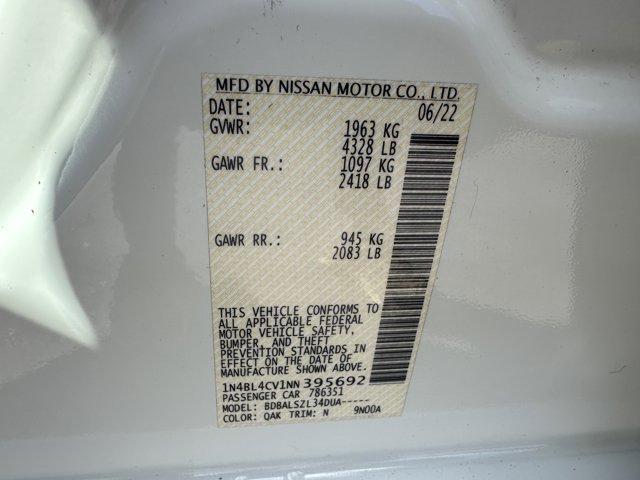 MFD BY NISSAN MOTOR CO., LTD.
DATE: 06/22
GVWR: 1963 KG
4328 LB
GAWR FR.: 1097 KG
2418 LB
GAWR RR.: 945 KG
2083 LB
THIS VEHICLE CONFORMS TO
ALL APPLICABLE FEDERAL
MOTOR VEHICLE SAFETY,
BUMPER, AND THEFT
PREVENTION STANDARDS IN
EFFECT ON THE DATE OF
MANUFACTURE SHOWN ABOVE.
1N4BL4CV1NN 395692
PASSENGER CAR 786351
MODEL: BDBALSZL34DUA-----
COLOR: QAK TRIM: N 9N00A